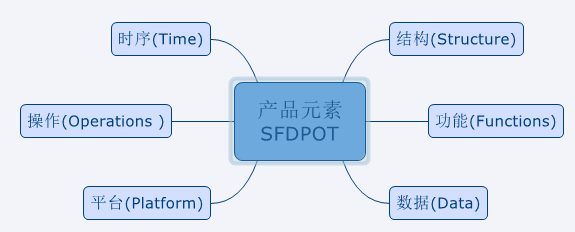 时序(Time)
结构(Structure)
产品元素
SFDPOT
操作(Operations )
功能(Functions)
平台(Platform)
数据(Data)